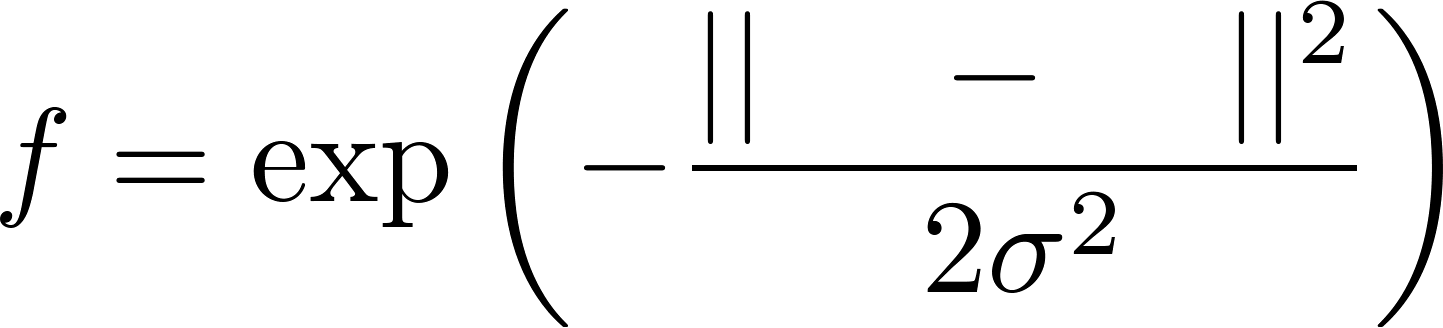 f = exp(-|| - ||² / 2σ²)